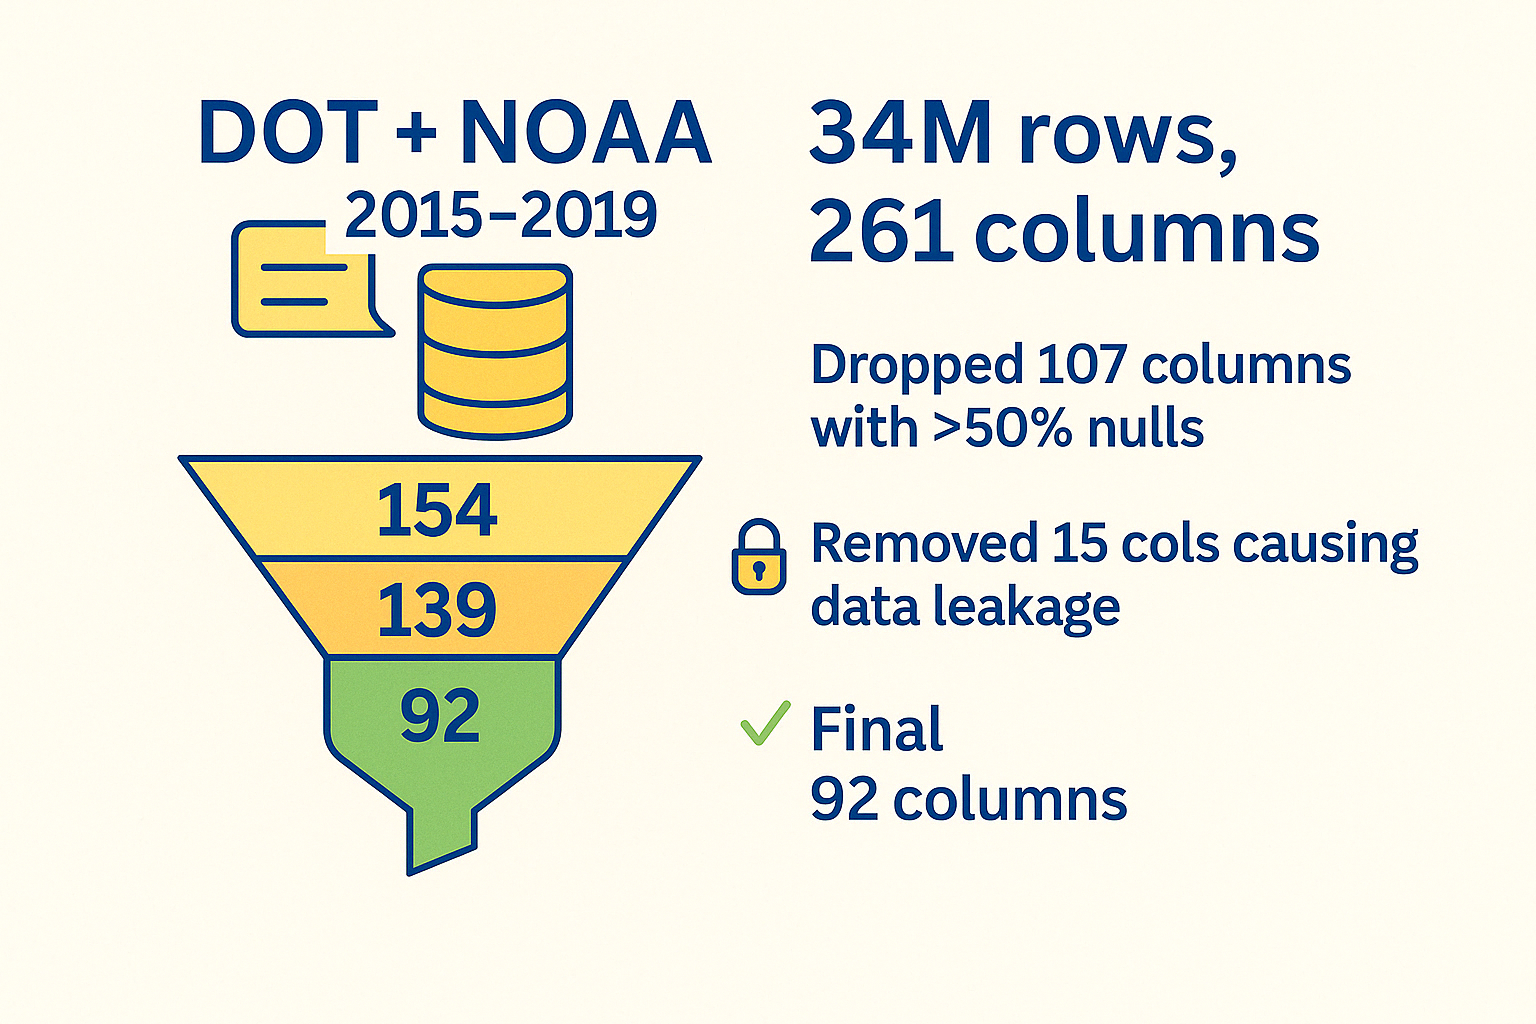 DOT + NOAA
2015–2019
154
139
92
34M rows,
261 columns
Dropped 107 columns
with >50% nulls
Removed 15 cols causing
data leakage
Final
92 columns